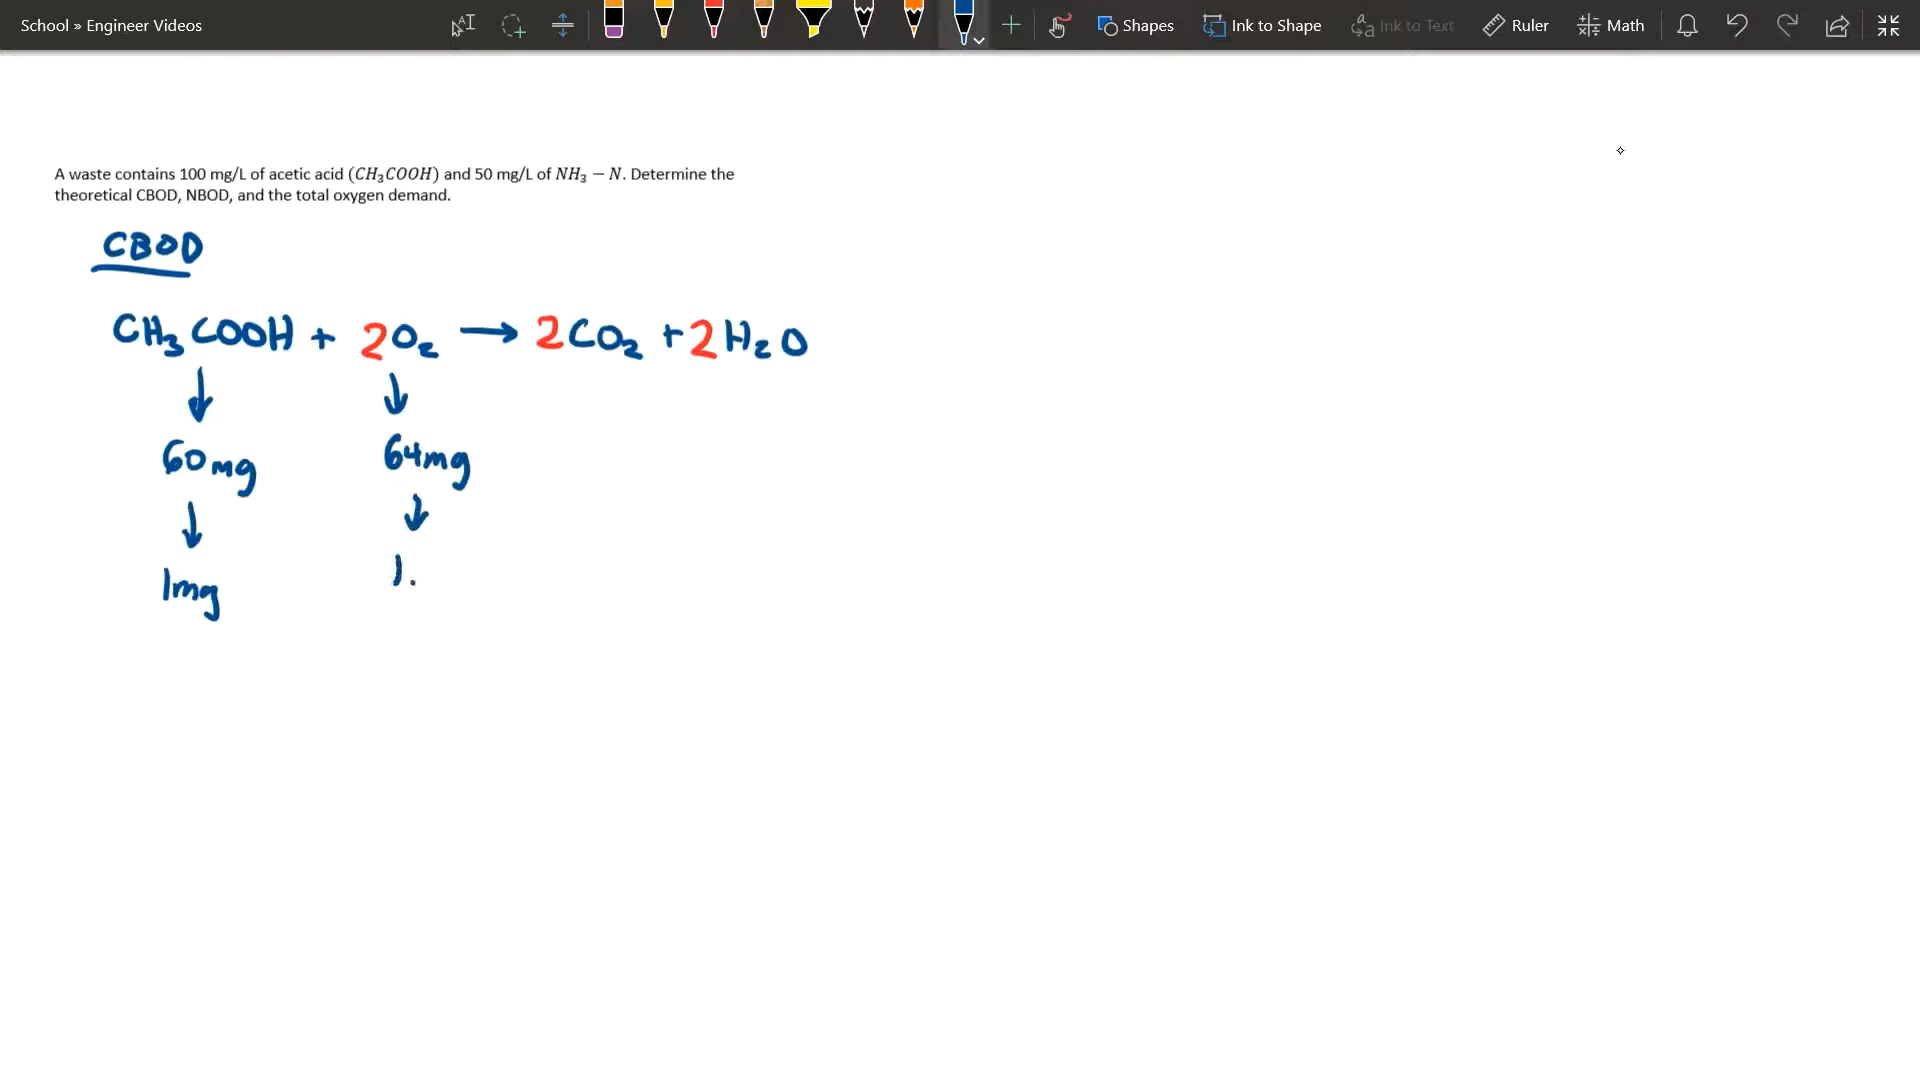 School » Engineer Videos
Shapes
Ink to Shape
Ink to Text
Ruler
Math
A waste contains 100 mg/L of acetic acid (CH₃COOH) and 50 mg/L of NH₃ − N. Determine the
theoretical CBOD, NBOD, and the total oxygen demand.
CBOD
CH₃COOH + 2O₂ → 2CO₂ + 2H₂O
↓ ↓
60mg 64mg
↓ ↓
1mg 1.